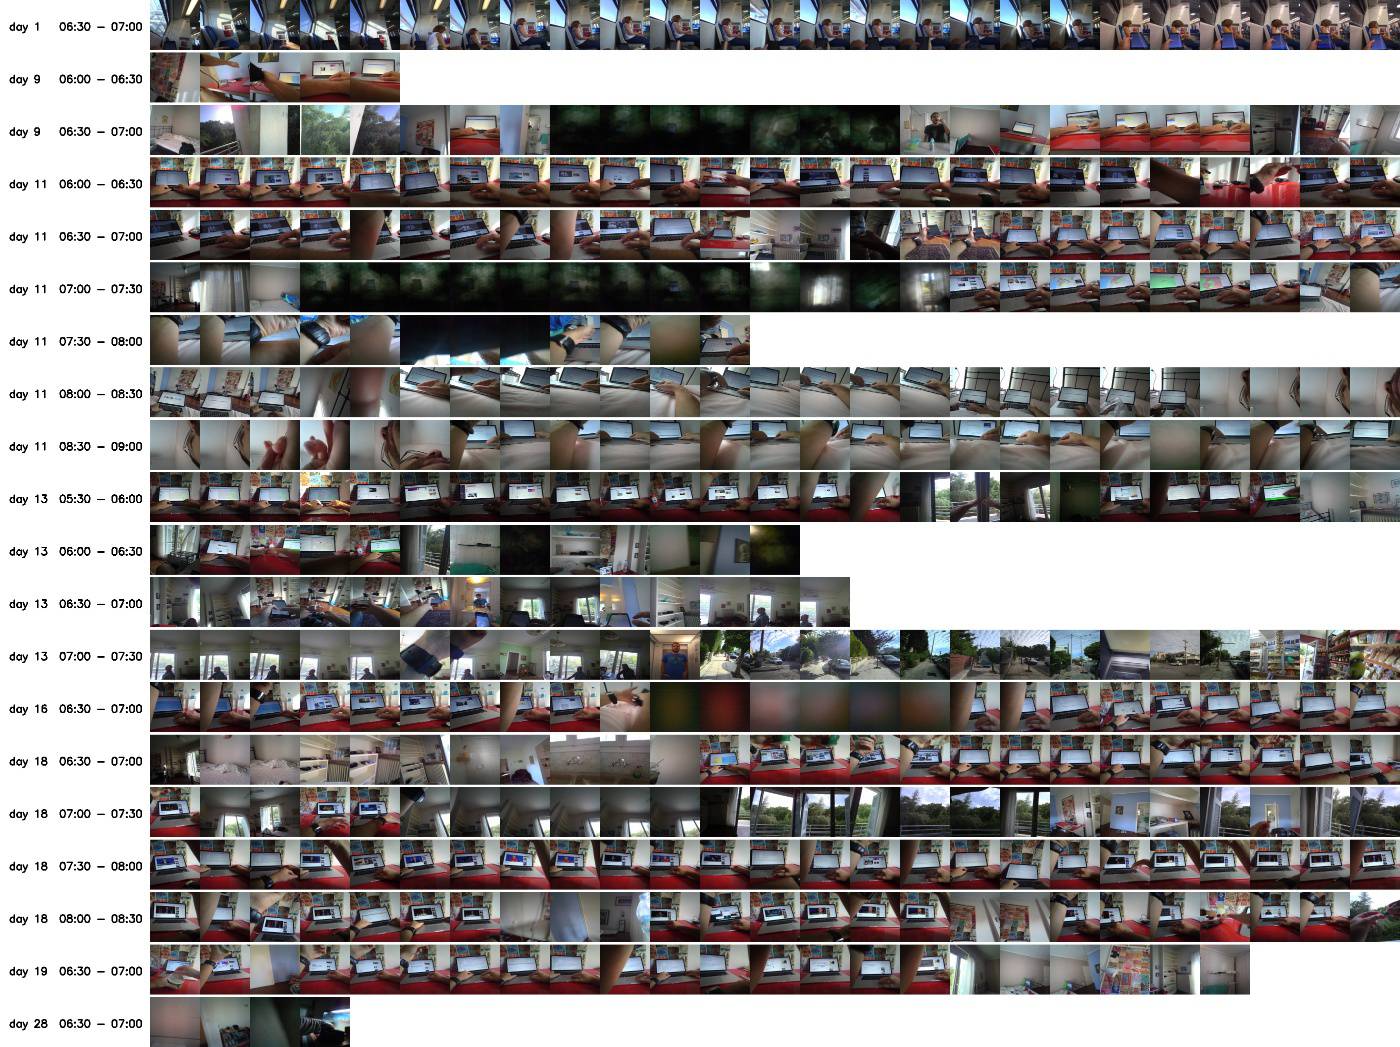 day 1 06:30 – 07:00
day 9 06:00 – 06:30
day 9 06:30 – 07:00
day 11 06:00 – 06:30
day 11 06:30 – 07:00
day 11 07:00 – 07:30
day 11 07:30 – 08:00
day 11 08:00 – 08:30
day 11 08:30 – 09:00
day 13 05:30 – 06:00
day 13 06:00 – 06:30
day 13 06:30 – 07:00
day 13 07:00 – 07:30
day 16 06:30 – 07:00
day 18 06:30 – 07:00
day 18 07:00 – 07:30
day 18 07:30 – 08:00
day 18 08:00 – 08:30
day 19 06:30 – 07:00
day 28 06:30 – 07:00